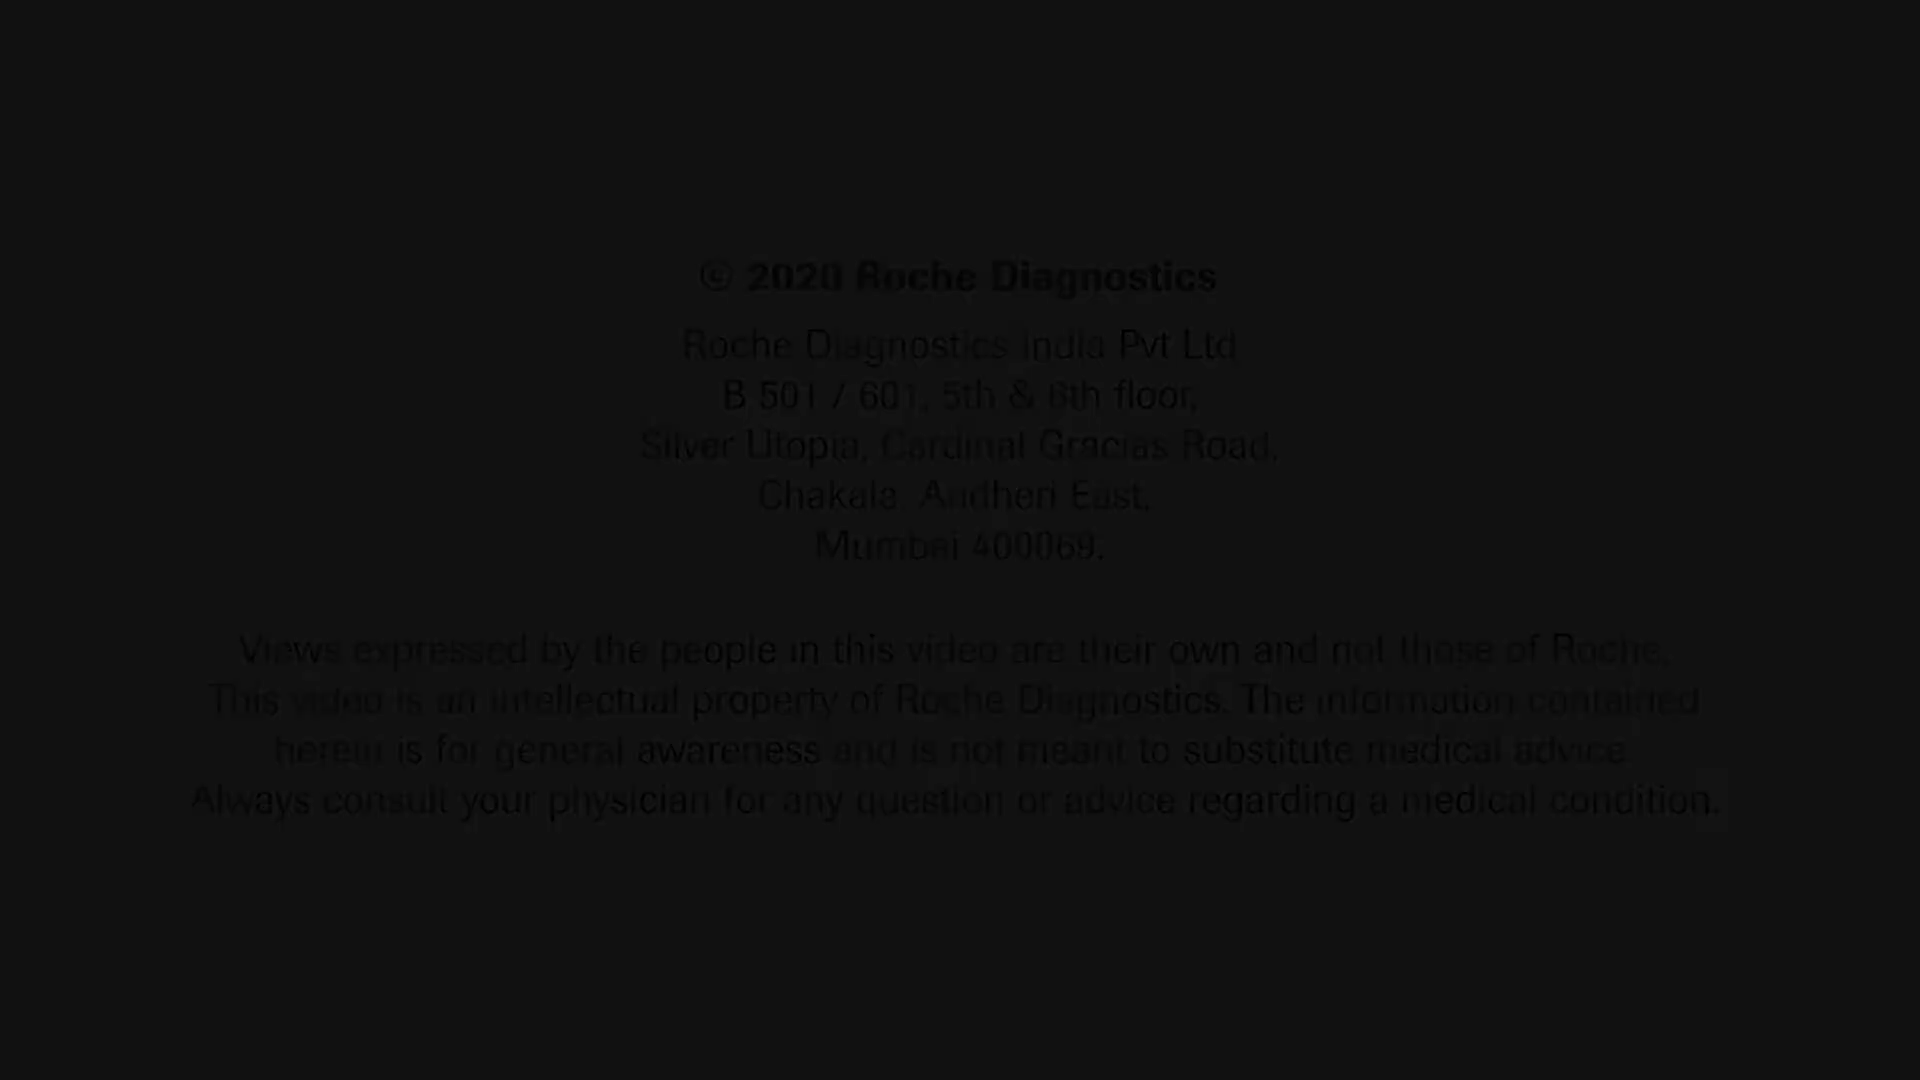 © 2020 Roche Diagnostics
Roche Diagnostics India Pvt Ltd
B 501 / 601, 5th & 6th floor,
Silver Utopia, Cardinal Gracias Road,
Chakala, Andheri East,
Mumbai 400069.
Views expressed by the people in this video are their own and not those of Roche.
This video is an intellectual property of Roche Diagnostics. The information contained
herein is for general awareness and is not meant to substitute medical advice.
Always consult your physician for any question or advice regarding a medical condition.